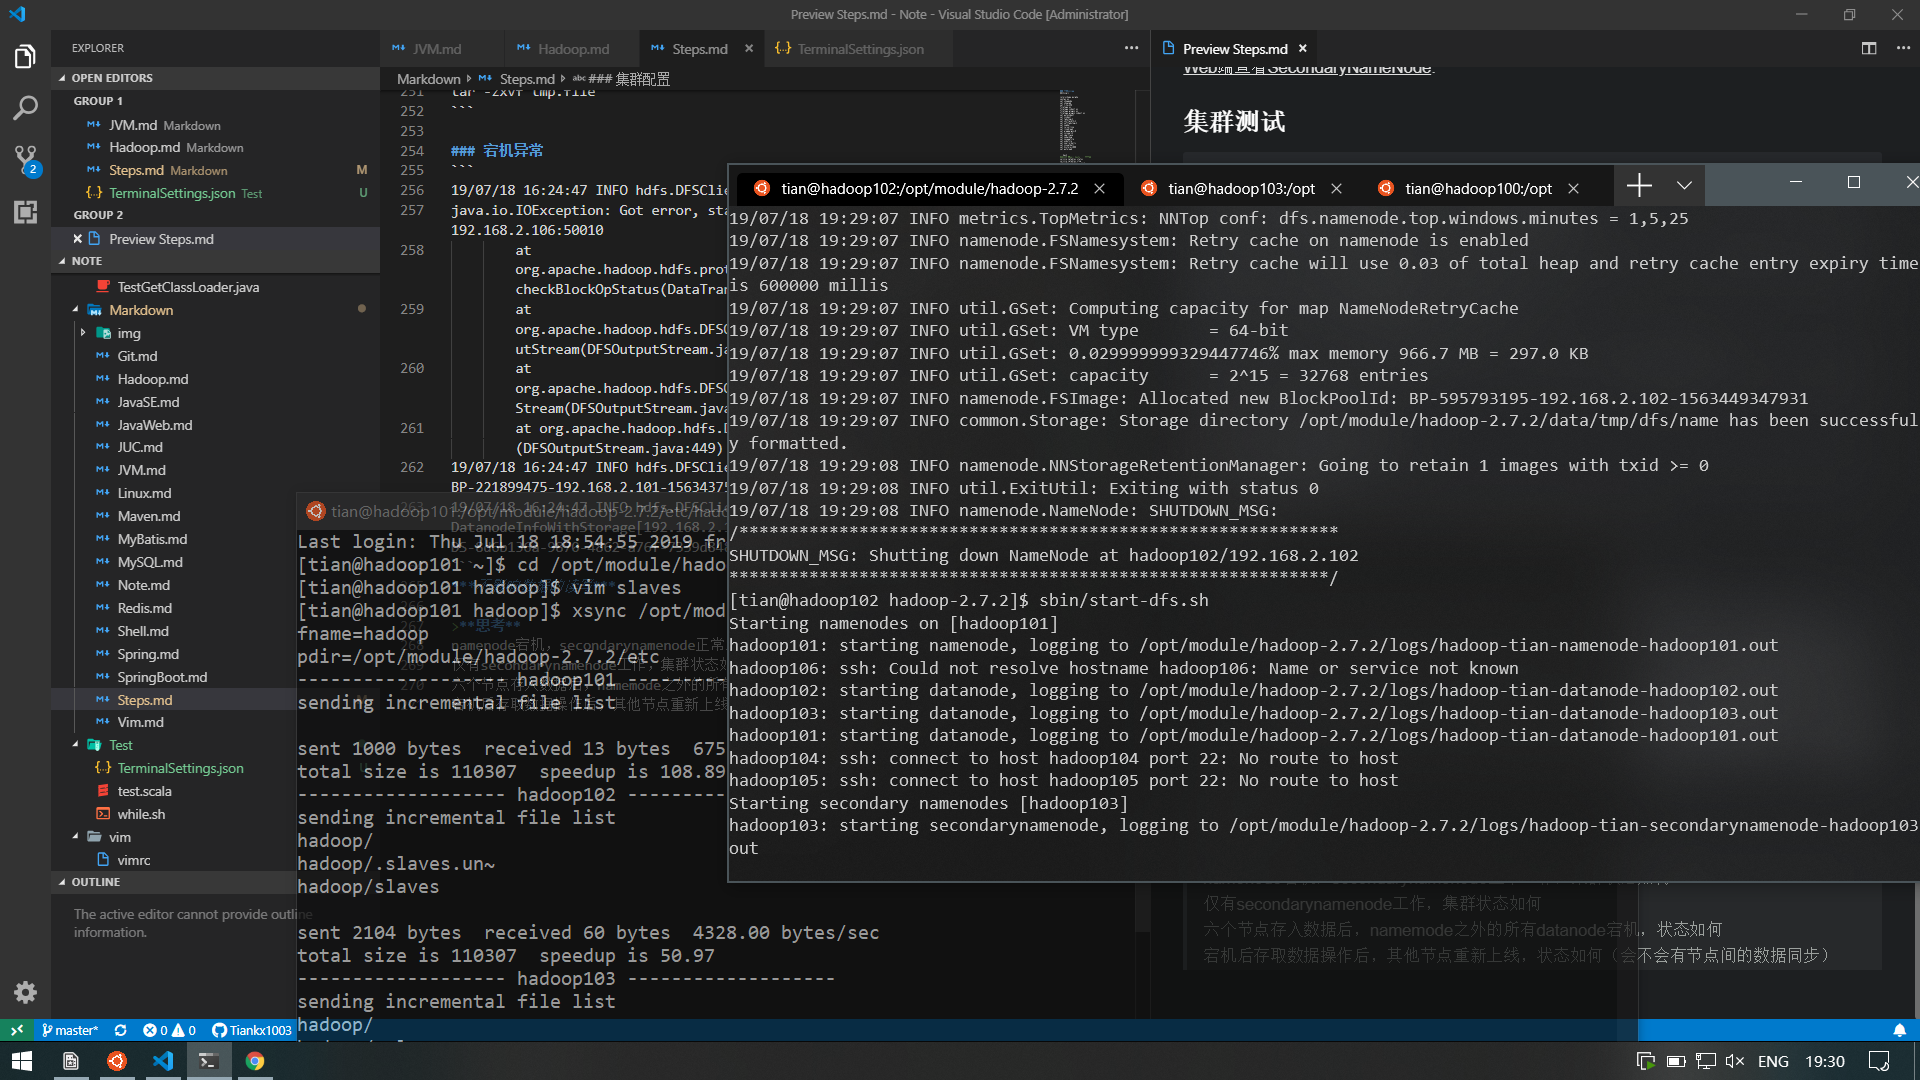 Preview Steps.md - Note - Visual Studio Code [Administrator]
EXPLORER
OPEN EDITORS
GROUP 1
JVM.md Markdown
Hadoop.md Markdown
Steps.md Markdown M
TerminalSettings.json Test U
GROUP 2
Preview Steps.md
NOTE
TestGetClassLoader.java
Markdown
img
Git.md
Hadoop.md
JavaSE.md
JavaWeb.md
JUC.md
JVM.md
Linux.md
Maven.md
MyBatis.md
MySQL.md
Note.md
Redis.md
Shell.md
Spring.md
SpringBoot.md
Steps.md
Vim.md
Test
TerminalSettings.json
test.scala
while.sh
vim
vimrc
OUTLINE
The active editor cannot provide outline
information.
2
master*
0
0
Tiankx1003
JVM.md
Hadoop.md
Steps.md
TerminalSettings.json
Markdown
Steps.md
abc ### 集群配置
251 tar -zxvf tmp.file
252 ```
253
254 ### 宕机异常
255 ```
256 19/07/18 16:24:47 INFO hdfs.DFSClie
257 java.io.IOException: Got error, sta
192.168.2.106:50010
258 at
org.apache.hadoop.hdfs.prot
checkBlockOpStatus(DataTran
259 at
org.apache.hadoop.hdfs.DFSO
utStream(DFSOutputStream.ja
260 at
org.apache.hadoop.hdfs.DFSO
Stream(DFSOutputStream.java
261 at org.apache.hadoop.hdfs.D
(DFSOutputStream.java:449)
262 19/07/18 16:24:47 INFO hdfs.DFSClie
BP-221899475-192.168.2.101-15634375
Preview Steps.md
Web端查看SecondaryNameNode.
集群测试
仅有secondarynamenode工作，集群状态如何
六个节点存入数据后，namemode之外的所有datanode宕机，状态如何
宕机后存取数据操作后，其他节点重新上线，状态如何（会不会有节点间的数据同步）
tian@hadoop101:/opt/module/hadoop-2.7.2/etc/hado
Last login: Thu Jul 18 18:54:55 2019 fr
[tian@hadoop101 ~]$ cd /opt/module/hado
[tian@hadoop101 hadoop]$ vim slaves
[tian@hadoop101 hadoop]$ xsync /opt/mod
fname=hadoop
pdir=/opt/module/hadoop-2.7.2/etc
------------------- hadoop101 ---------
sending incremental file list
sent 1000 bytes  received 13 bytes  675
total size is 110307  speedup is 108.89
------------------- hadoop102 ---------
sending incremental file list
hadoop/
hadoop/.slaves.un~
hadoop/slaves
sent 2104 bytes  received 60 bytes  4328.00 bytes/sec
total size is 110307  speedup is 50.97
------------------- hadoop103 -------------------
sending incremental file list
hadoop/
tian@hadoop102:/opt/module/hadoop-2.7.2
tian@hadoop103:/opt
tian@hadoop100:/opt
19/07/18 19:29:07 INFO metrics.TopMetrics: NNTop conf: dfs.namenode.top.windows.minutes = 1,5,25
19/07/18 19:29:07 INFO namenode.FSNamesystem: Retry cache on namenode is enabled
19/07/18 19:29:07 INFO namenode.FSNamesystem: Retry cache will use 0.03 of total heap and retry cache entry expiry time
is 600000 millis
19/07/18 19:29:07 INFO util.GSet: Computing capacity for map NameNodeRetryCache
19/07/18 19:29:07 INFO util.GSet: VM type       = 64-bit
19/07/18 19:29:07 INFO util.GSet: 0.029999999329447746% max memory 966.7 MB = 297.0 KB
19/07/18 19:29:07 INFO util.GSet: capacity      = 2^15 = 32768 entries
19/07/18 19:29:07 INFO namenode.FSImage: Allocated new BlockPoolId: BP-595793195-192.168.2.102-1563449347931
19/07/18 19:29:07 INFO common.Storage: Storage directory /opt/module/hadoop-2.7.2/data/tmp/dfs/name has been successful
y formatted.
19/07/18 19:29:08 INFO namenode.NNStorageRetentionManager: Going to retain 1 images with txid >= 0
19/07/18 19:29:08 INFO util.ExitUtil: Exiting with status 0
19/07/18 19:29:08 INFO namenode.NameNode: SHUTDOWN_MSG:
/************************************************************
SHUTDOWN_MSG: Shutting down NameNode at hadoop102/192.168.2.102
************************************************************/
[tian@hadoop102 hadoop-2.7.2]$ sbin/start-dfs.sh
Starting namenodes on [hadoop101]
hadoop101: starting namenode, logging to /opt/module/hadoop-2.7.2/logs/hadoop-tian-namenode-hadoop101.out
hadoop106: ssh: Could not resolve hostname hadoop106: Name or service not known
hadoop102: starting datanode, logging to /opt/module/hadoop-2.7.2/logs/hadoop-tian-datanode-hadoop102.out
hadoop103: starting datanode, logging to /opt/module/hadoop-2.7.2/logs/hadoop-tian-datanode-hadoop103.out
hadoop101: starting datanode, logging to /opt/module/hadoop-2.7.2/logs/hadoop-tian-datanode-hadoop101.out
hadoop104: ssh: connect to host hadoop104 port 22: No route to host
hadoop105: ssh: connect to host hadoop105 port 22: No route to host
Starting secondary namenodes [hadoop103]
hadoop103: starting secondarynamenode, logging to /opt/module/hadoop-2.7.2/logs/hadoop-tian-secondarynamenode-hadoop103
out
ENG
19:30